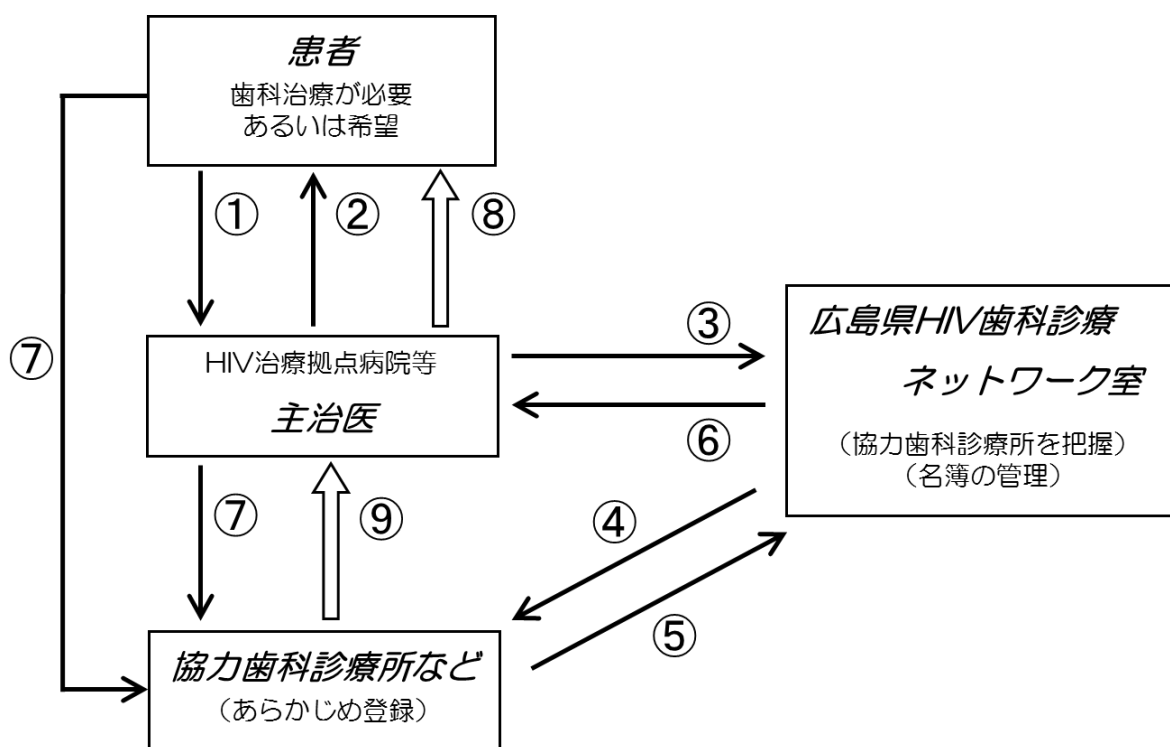 患者
歯科治療が必要
あるいは希望
①
②
⑧
HIV治療拠点病院等
主治医
③
⑥
広島県HIV歯科診療
ネットワーク室
（協力歯科診療所を把握）
（名簿の管理）
⑦
⑦
⑨
④
⑤
協力歯科診療所など
（あらかじめ登録）